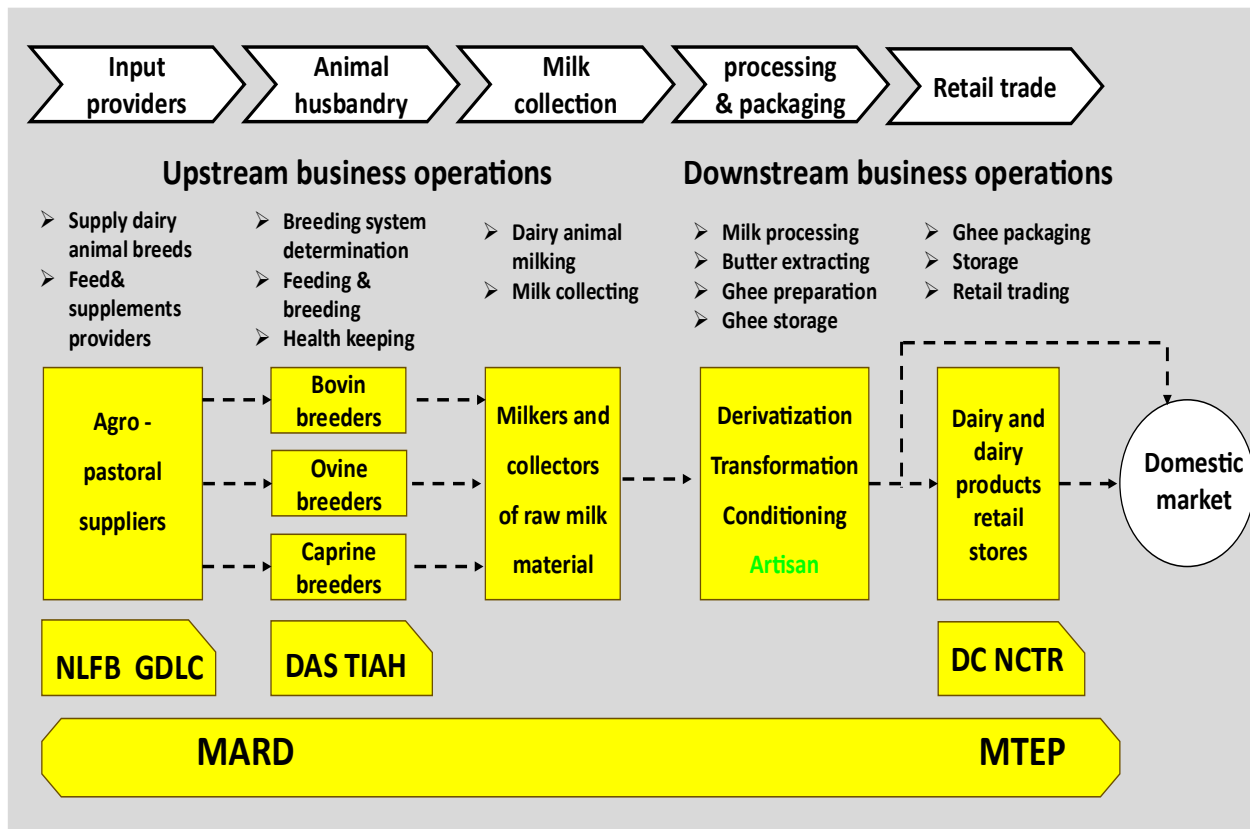 Input
providers
Animal
husbandry
Milk
collection
processing
& packaging
Retail trade
Upstream business operations
Downstream business operations
➢ Supply dairy
animal breeds
➢ Feed&
supplements
providers
➢ Breeding system
determination
➢ Feeding &
breeding
➢ Health keeping
➢ Dairy animal
milking
➢ Milk collecting
➢ Milk processing
➢ Butter extracting
➢ Ghee preparation
➢ Ghee storage
➢ Ghee packaging
➢ Storage
➢ Retail trading
Agro -
pastoral
suppliers
Bovin
breeders
Ovine
breeders
Caprine
breeders
Milkers and
collectors
of raw milk
material
Derivatization
Transformation
Conditioning
Artisan
Dairy and
dairy
products
retail
stores
Domestic
market
NLFB GDLC
DAS TIAH
DC NCTR
MARD
MTEP